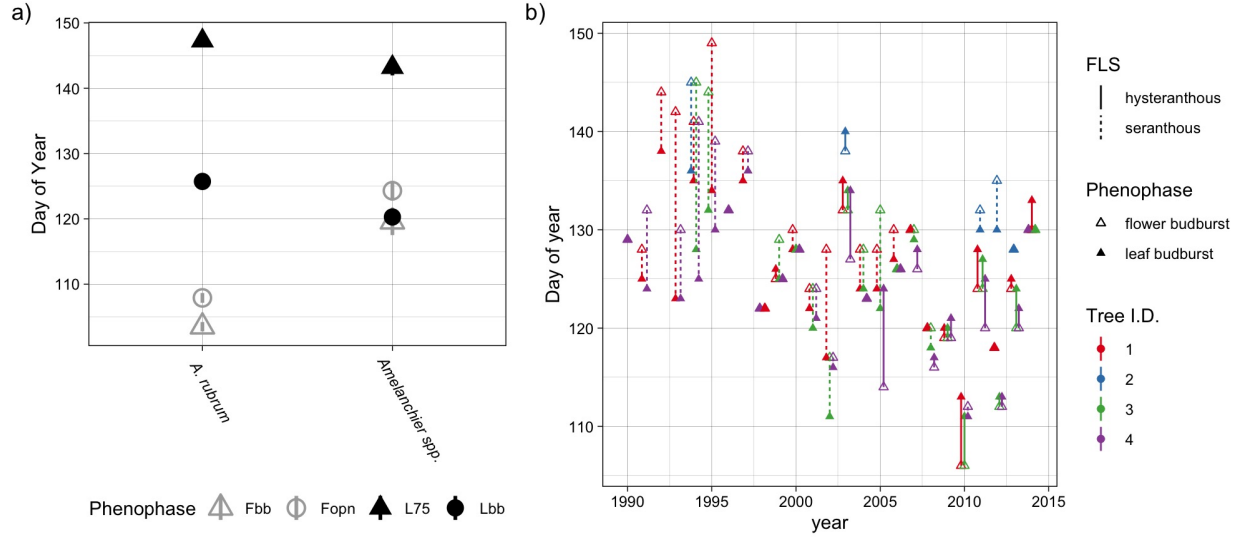 a)
150
140
130
120
110
Day of Year
A. rubrum
Amelanchier spp.
Phenophase
Fbb
Fopn
L75
Lbb
b)
150
140
130
120
110
Day of year
1990
1995
2000
2005
2010
2015
year
FLS
hysteranthous
seranthous
Phenophase
flower budburst
leaf budburst
Tree I.D.
1
2
3
4